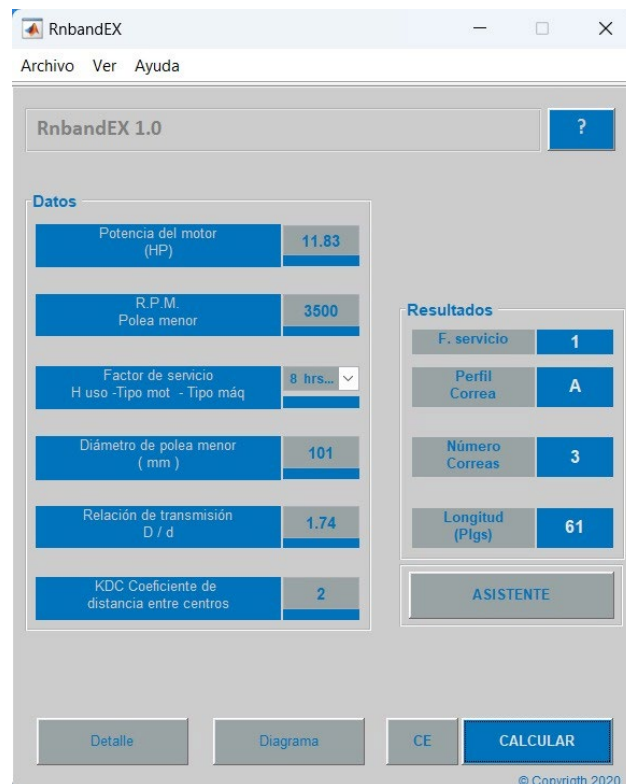 RnbandEX
Archivo Ver Ayuda
RnbandEX 1.0
?
Datos
Potencia del motor
(HP)
11.83
R.P.M.
Polea menor
3500
Factor de servicio
H uso -Tipo mot - Tipo máq
8 hrs...
Diámetro de polea menor
( mm )
101
Relación de transmisión
D / d
1.74
KDC Coeficiente de
distancia entre centros
2
Resultados
F. servicio
1
Perfil
Correa
A
Número
Correas
3
Longitud
(Plgs)
61
ASISTENTE
Detalle
Diagrama
CE
CALCULAR
© Copyrigth 2020